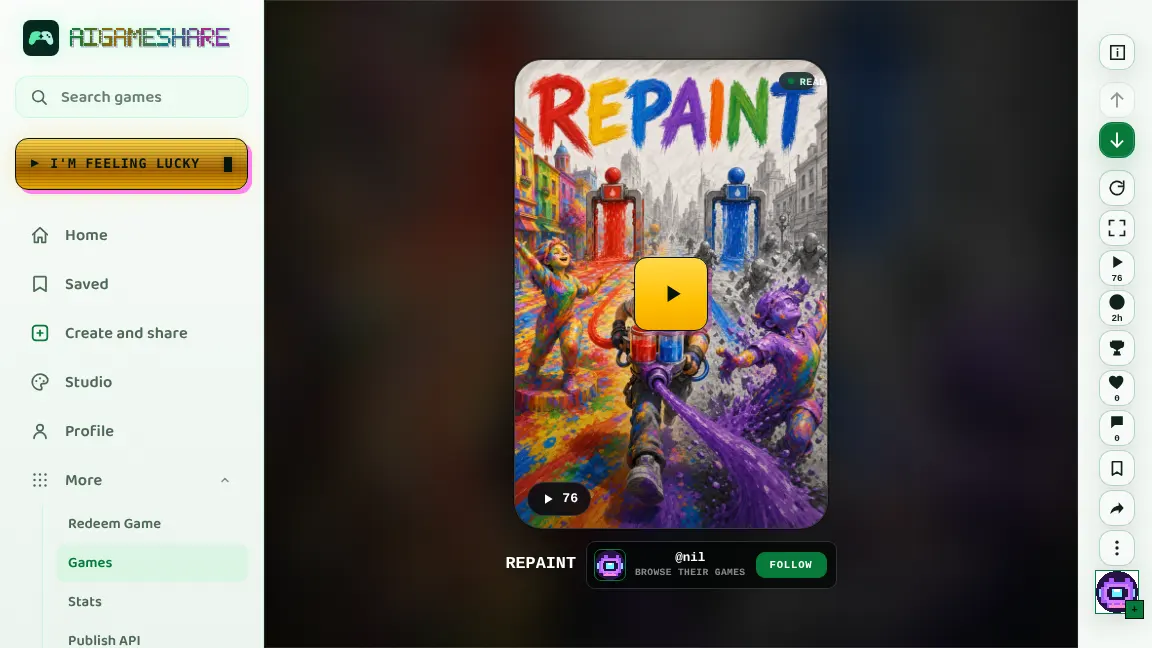 AIGAMESHARE
Search games
I'M FEELING LUCKY
Home
Saved
Create and share
Studio
Profile
More
Redeem Game
Games
Stats
Publish API
REPAINT
READ
76
REPAINT
@nil
BROWSE THEIR GAMES
FOLLOW
76
2h
0
0